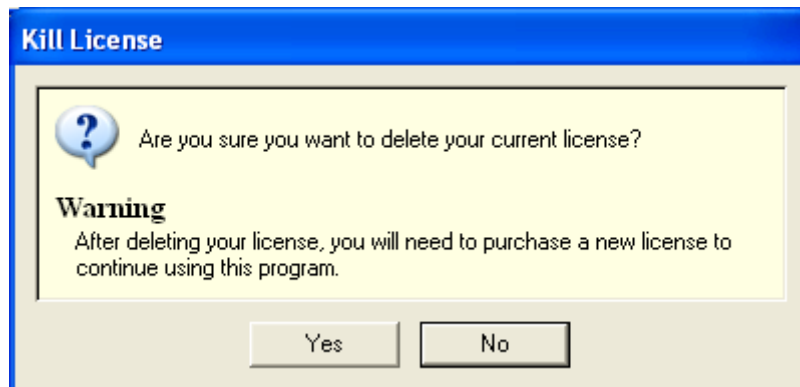 Kill License
Are you sure you want to delete your current license?
Warning
After deleting your license, you will need to purchase a new license to
continue using this program.
Yes
No